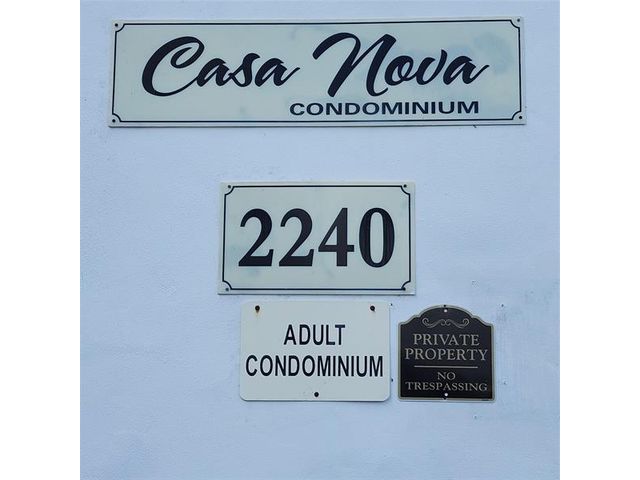 Casa Nova
CONDOMINIUM
2240
ADULT
CONDOMINIUM
PRIVATE
PROPERTY
NO
TRESPASSING